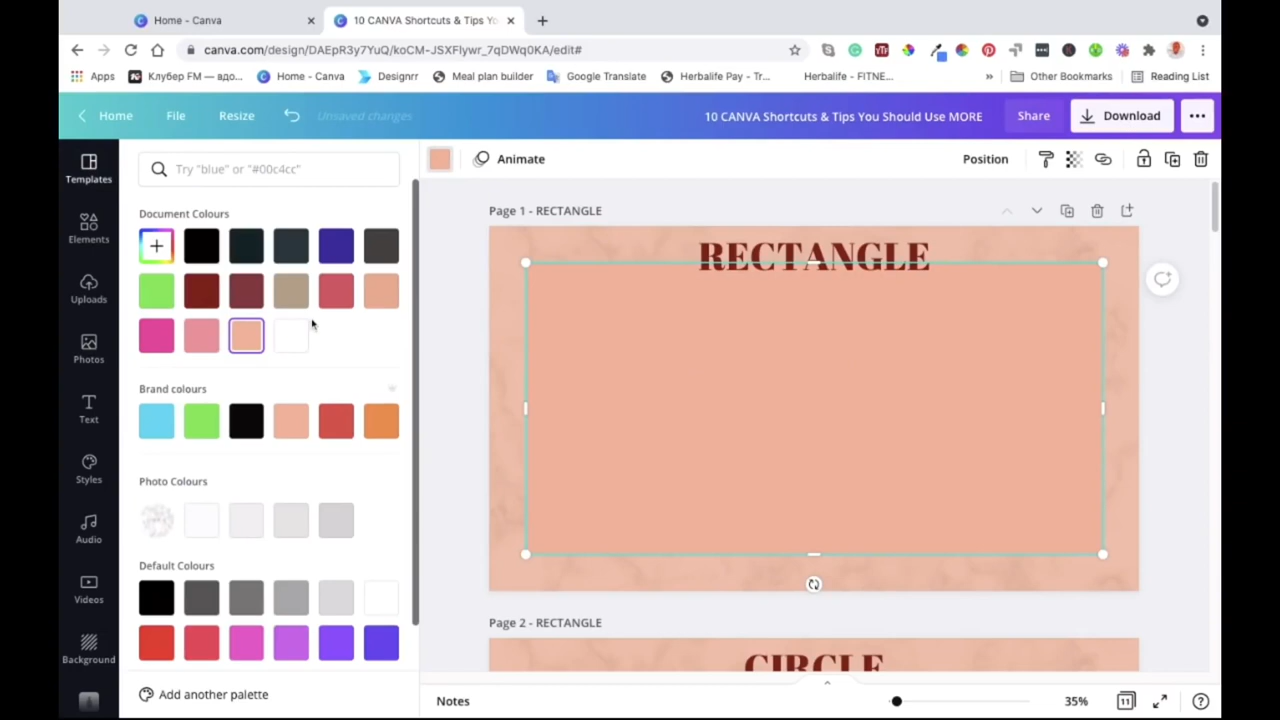 Home - Canva
10 CANVA Shortcuts & Tips Yo
canva.com/design/DAEpR3y7YuQ/koCM-JSXFlywr_7qDWq0KA/edit#
Apps
Клубер FM — вдо...
Home - Canva
Designrr
Meal plan builder
Google Translate
Herbalife Pay - Tr...
Herbalife - FITNE...
»
Other Bookmarks
Reading List
Home
File
Resize
Unsaved changes
10 CANVA Shortcuts & Tips You Should Use MORE
Share
Download
Templates
Elements
Uploads
Photos
Text
Styles
Audio
Videos
Background
Try "blue" or "#00c4cc"
Document Colours
Brand colours
Photo Colours
Default Colours
Add another palette
Animate
Position
Page 1 - RECTANGLE
RECTANGLE
Page 2 - RECTANGLE
CIRCLE
Notes
35%
11